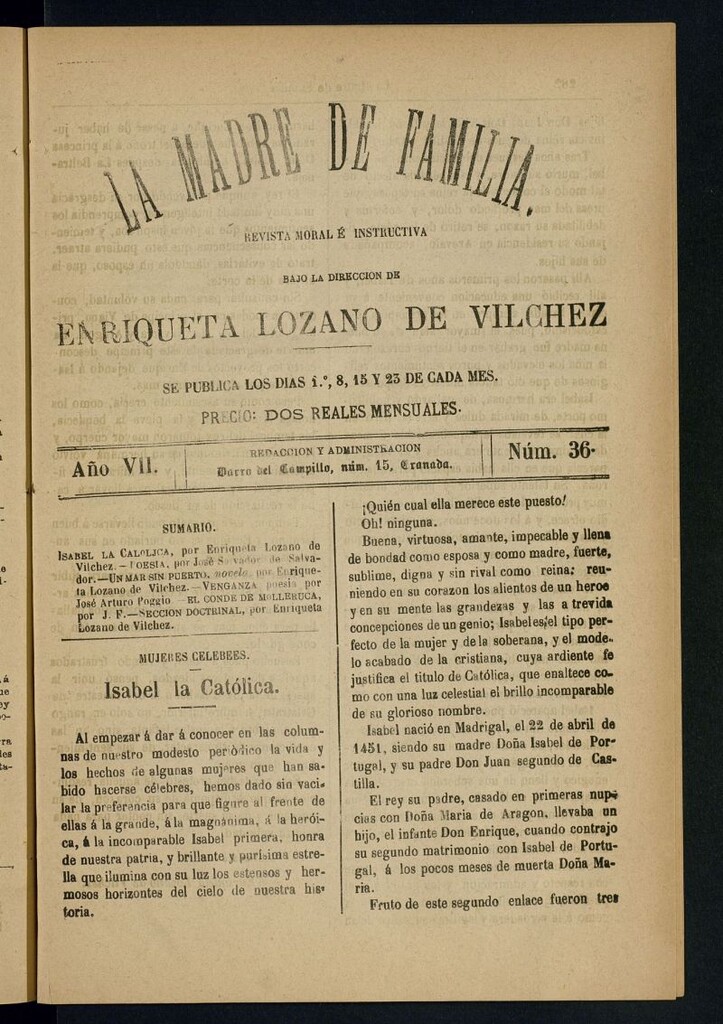 LA MADRE DE FAMILIA.
REVISTA MORAL É INSTRUCTIVA
BAJO LA DIRECCION DE
ENRIQUETA LOZANO DE VILCHEZ
SE PUBLICA LOS DIAS 1.º, 8, 15 Y 23 DE CADA MES.
PRECIO: DOS REALES MENSUALES.
Año VII.
REDACCION Y ADMINISTRACION
Darro del Campillo, núm. 15, Granada.
Núm. 36.
SUMARIO.
ISABEL LA CALOLICA, por Enriqueta Lozano de
Vilchez.—POESIA, por José Salvador de Salva-
dor.—UN MAR SIN PUERTO, novela, por Enrique-
ta Lozano de Vilchez.—VENGANZA poesia por
José Arturo Poggio.—EL CONDE DE MOLLERUCA,
por J. F.—SECCION DOCTRINAL, por Enriqueta
Lozano de Vilchez.
MUJERES CELEBEES.
Isabel la Católica.
Al empezar á dar á conocer en las colum-
nas de nuestro modesto periódico la vida y
los hechos de algunas mujeres que han sa-
bido hacerse célebres, hemos dado sin vaci-
lar la preferencia para que figure al frente de
ellas á la grande, á la magnánima, á la herói-
ca, á la incomparable Isabel primera, honra
de nuestra patria, y brillante y purisima estre-
lla que ilumina con su luz los estensos y her-
mosos horizontes del cielo de nuestra his-
toria.
¡Quién cual ella merece este puesto!
Oh! ninguna.
Buena, virtuosa, amante, impecable y llena
de bondad como esposa y como madre, fuerte,
sublime, digna y sin rival como reina; reu-
niendo en su corazon los alientos de un heroe
y en su mente las grandezas y las a trevida
concepciones de un genio; Isabel es el tipo per-
fecto de la mujer y de la soberana, y el mode-
lo acabado de la cristiana, cuya ardiente fe
justifica el titulo de Católica, que enaltece co-
mo con una luz celestial el brillo incomparable
de su glorioso nombre.
Isabel nació en Madrigal, el 22 de abril de
1451, siendo su madre Doña Isabel de Por-
tugal, y su padre Don Juan segundo de Cas-
tilla.
El rey su padre, casado en primeras nup-
cias con Doña Maria de Aragon, llevaba un
hijo, el infante Don Enrique, cuando contrajo
su segundo matrimonio con Isabel de Portu-
gal, á los pocos meses de muerta Doña Ma-
ria.
Fruto de este segundo enlace fueron tres